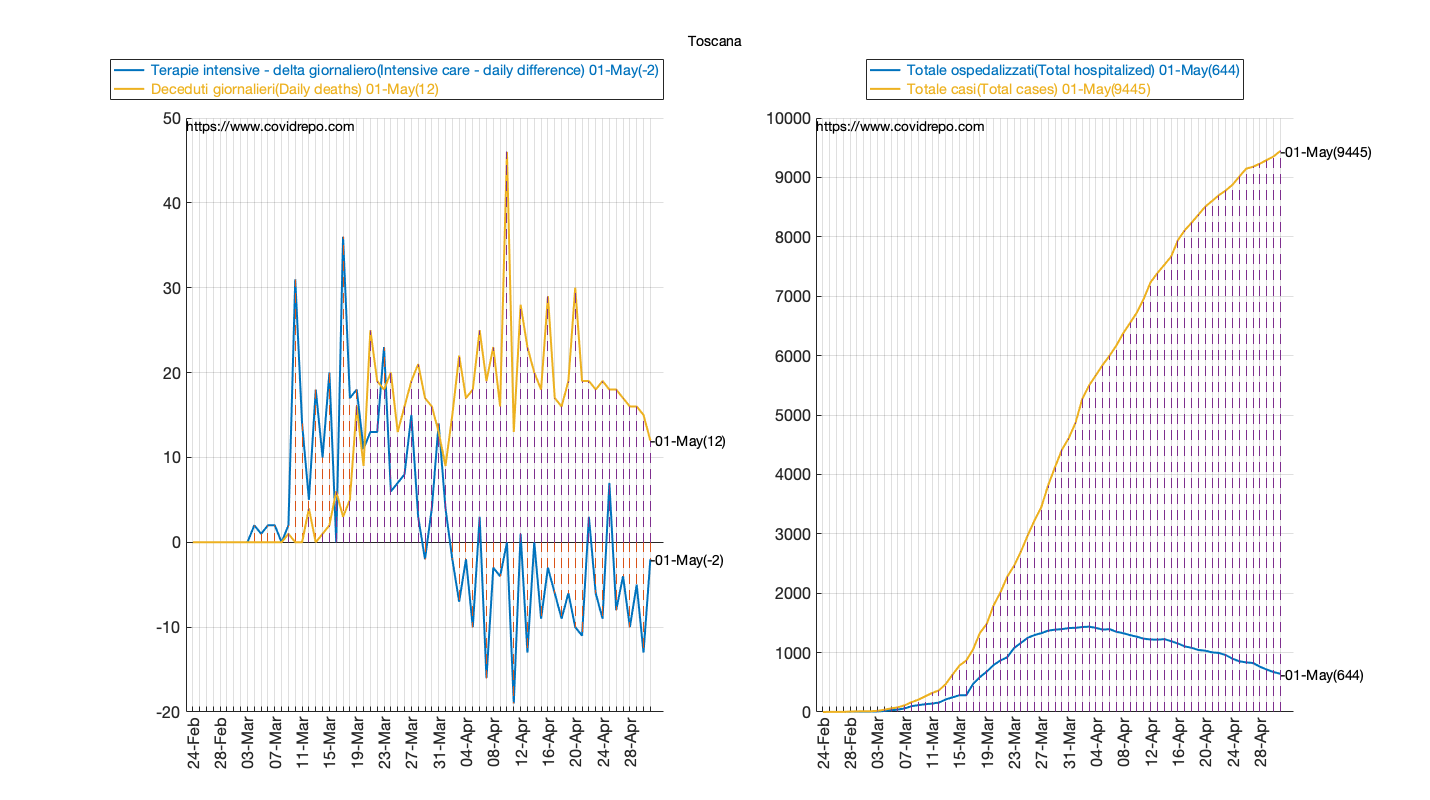 Toscana
Terapie intensive - delta giornaliero(Intensive care - daily difference) 01-May(-2)
Deceduti giornalieri(Daily deaths) 01-May(12)
https://www.covidrepo.com
50
40
30
20
10
0
-10
-20
01-May(12)
01-May(-2)
24-Feb
28-Feb
03-Mar
07-Mar
11-Mar
15-Mar
19-Mar
23-Mar
27-Mar
31-Mar
04-Apr
08-Apr
12-Apr
16-Apr
20-Apr
24-Apr
28-Apr
Totale ospedalizzati(Total hospitalized) 01-May(644)
Totale casi(Total cases) 01-May(9445)
https://www.covidrepo.com
10000
9000
8000
7000
6000
5000
4000
3000
2000
1000
0
01-May(9445)
01-May(644)
24-Feb
28-Feb
03-Mar
07-Mar
11-Mar
15-Mar
19-Mar
23-Mar
27-Mar
31-Mar
04-Apr
08-Apr
12-Apr
16-Apr
20-Apr
24-Apr
28-Apr